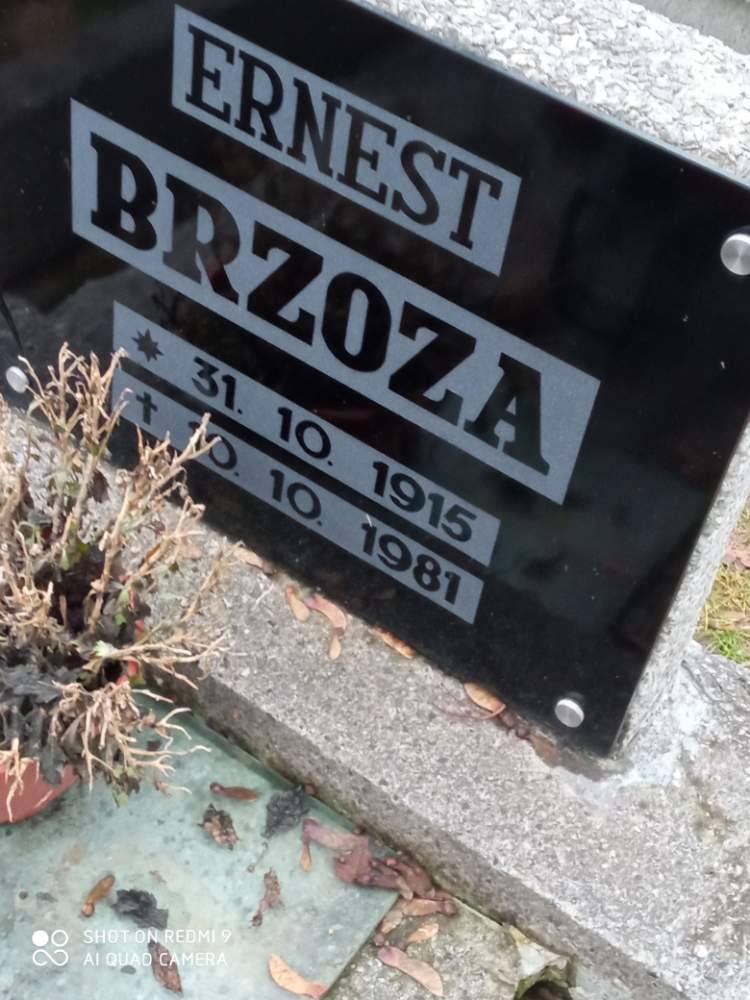 ERNEST
BRZOZA
* 31. 10. 1915
† 10. 1981
SHOT ON REDMI 9
AI QUAD CAMERA